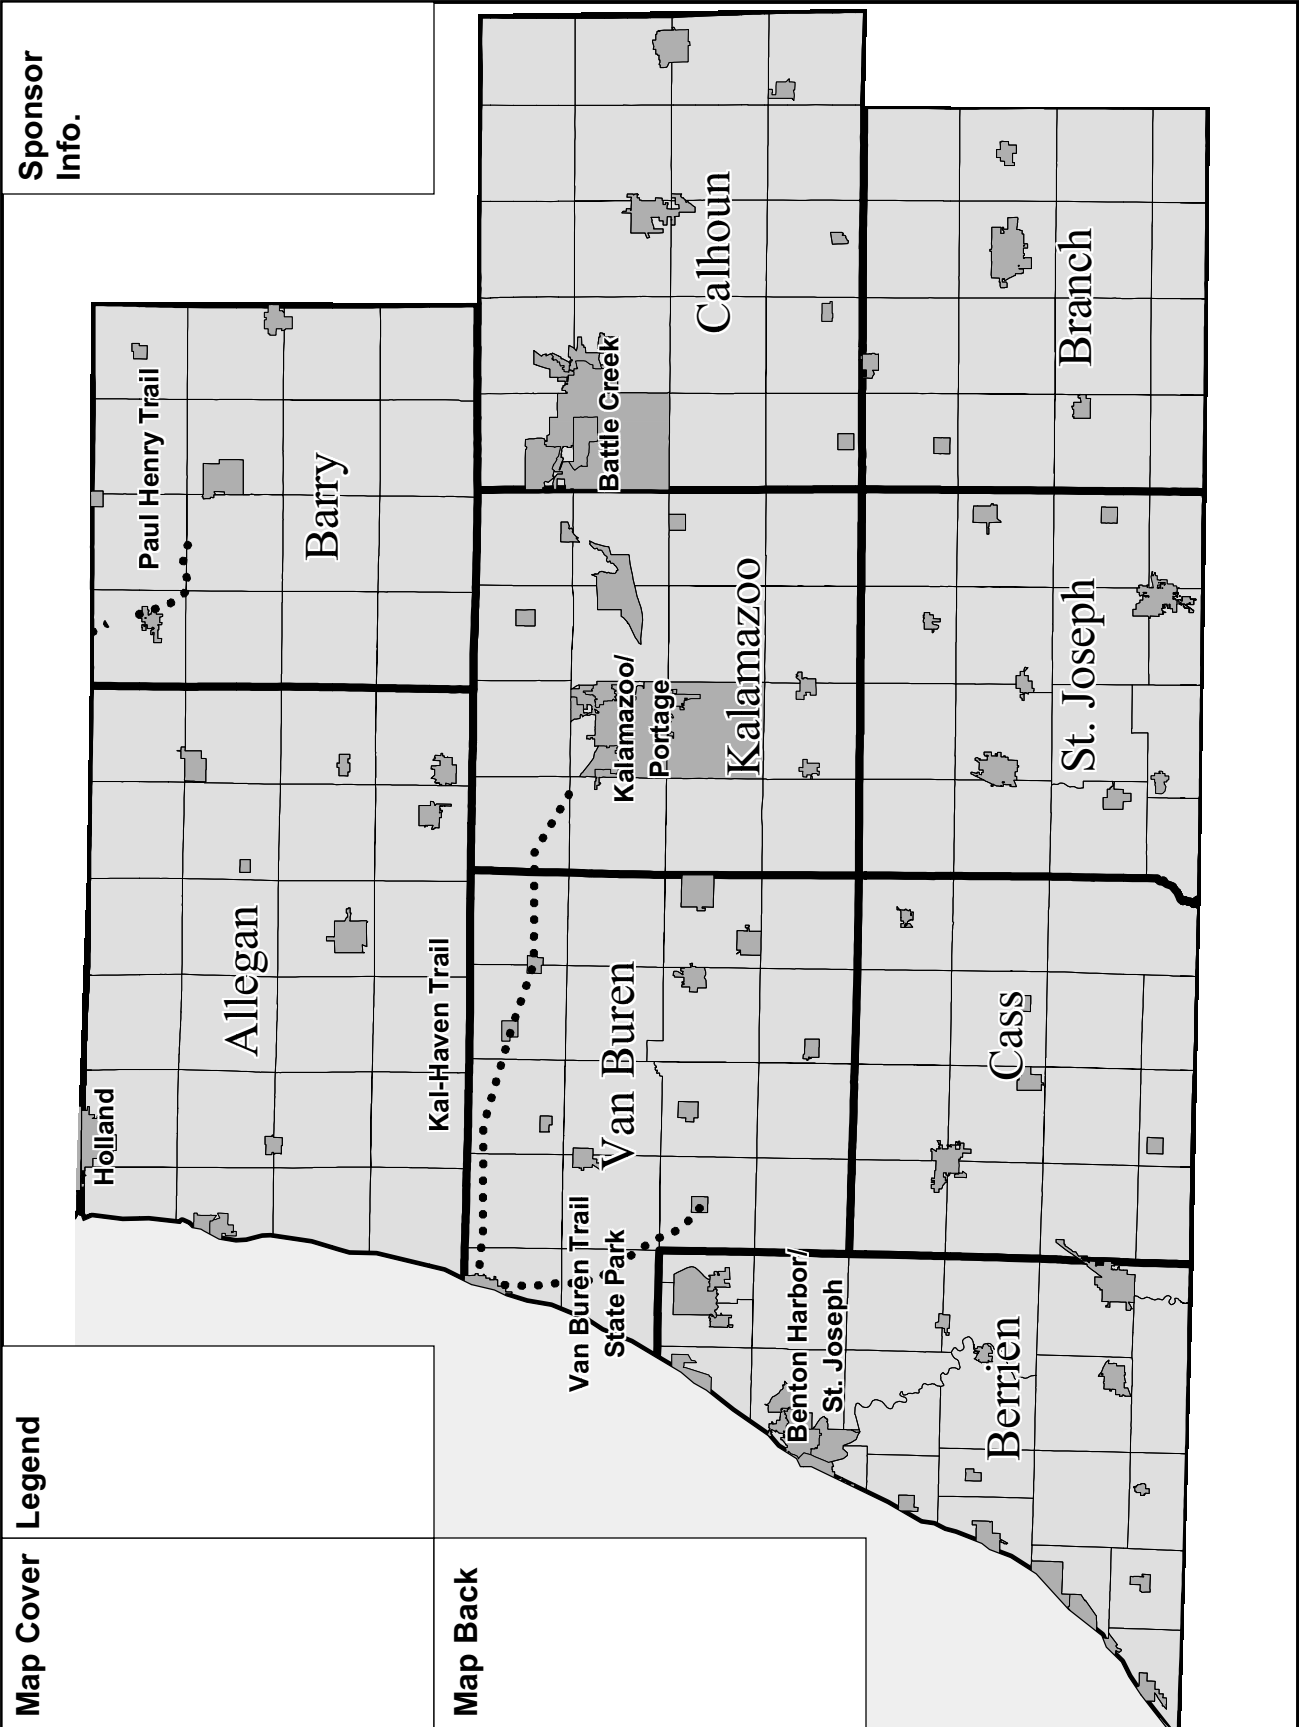 Map Cover
Legend
Sponsor
Info.
Map Back
Holland
Allegan
Paul Henry Trail
Barry
Kal-Haven Trail
Van Buren Trail
State Park
Van Buren
Kalamazoo/
Portage
Kalamazoo
Battle Creek
Calhoun
Benton Harbor/
St. Joseph
Berrien
Cass
St. Joseph
Branch